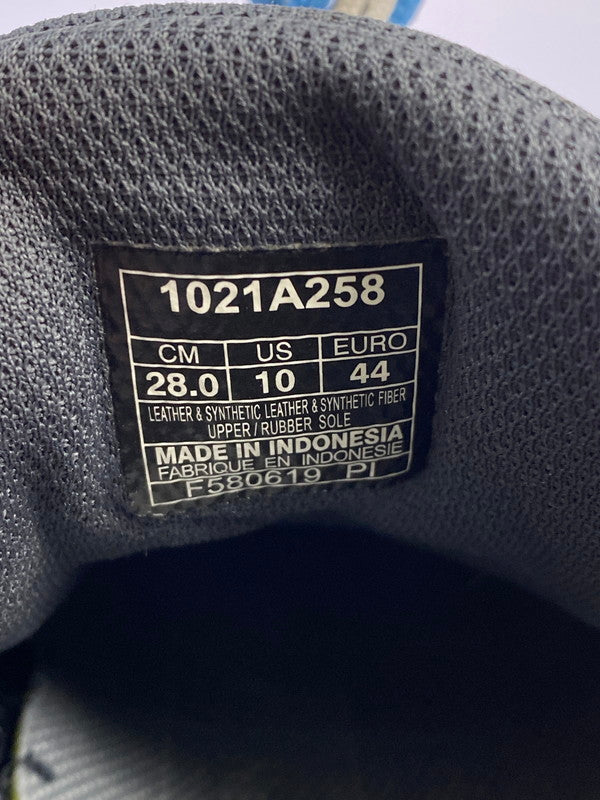 1021A258
CM US EURO
28.0 10 44
LEATHER & SYNTHETIC LEATHER & SYNTHETIC FIBER
UPPER / RUBBER SOLE
MADE IN INDONESIA
FABRIQUE EN INDONESIE
F580619 PI